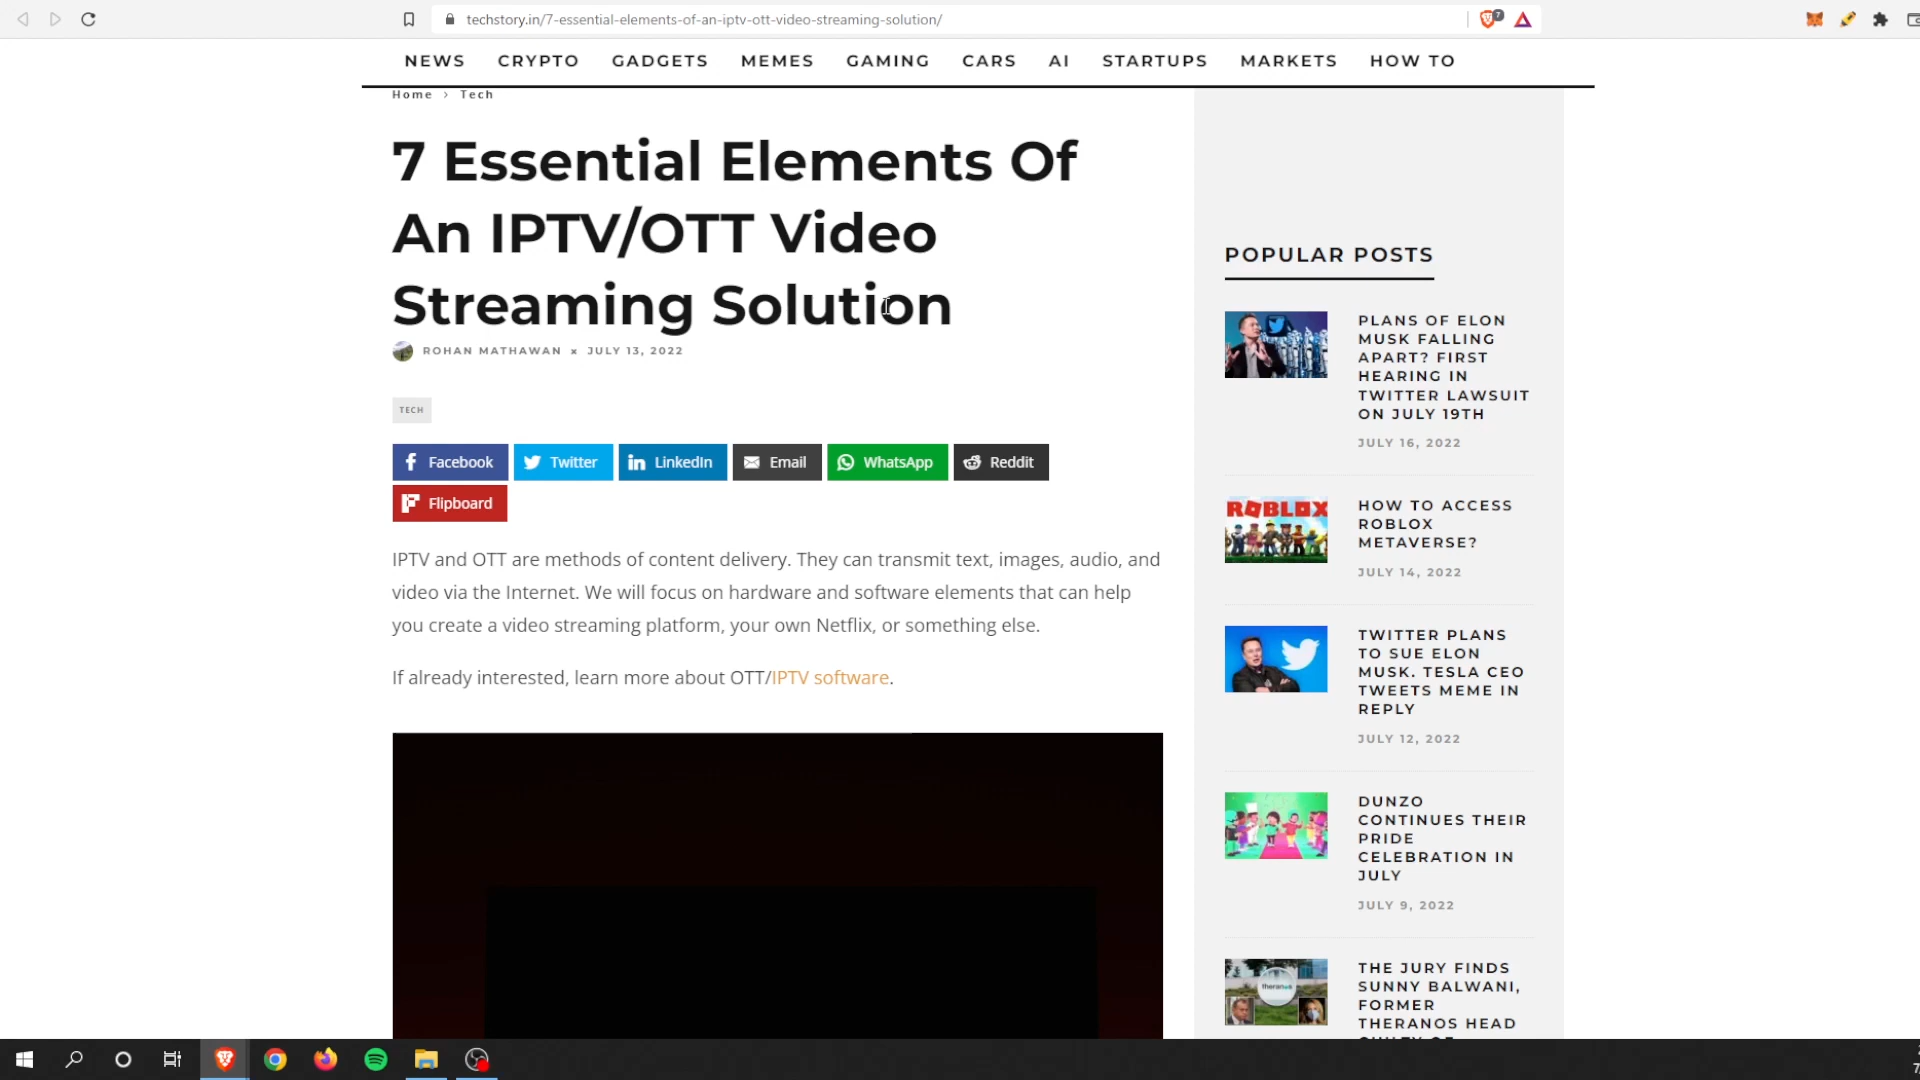 techstory.in/7-essential-elements-of-an-iptv-ott-video-streaming-solution/
7
NEWS CRYPTO GADGETS MEMES GAMING CARS AI STARTUPS MARKETS HOW TO
Home > Tech
7 Essential Elements Of
An IPTV/OTT Video
Streaming Solution
ROHAN MATHAWAN x JULY 13, 2022
TECH
Facebook Twitter LinkedIn Email WhatsApp Reddit
Flipboard
IPTV and OTT are methods of content delivery. They can transmit text, images, audio, and
video via the Internet. We will focus on hardware and software elements that can help
you create a video streaming platform, your own Netflix, or something else.
If already interested, learn more about OTT/IPTV software.
POPULAR POSTS
PLANS OF ELON
MUSK FALLING
APART? FIRST
HEARING IN
TWITTER LAWSUIT
ON JULY 19TH
JULY 16, 2022
ROBLOX
HOW TO ACCESS
ROBLOX
METAVERSE?
JULY 14, 2022
TWITTER PLANS
TO SUE ELON
MUSK. TESLA CEO
TWEETS MEME IN
REPLY
JULY 12, 2022
DUNZO
CONTINUES THEIR
PRIDE
CELEBRATION IN
JULY
JULY 9, 2022
theranos
THE JURY FINDS
SUNNY BALWANI,
FORMER
THERANOS HEAD